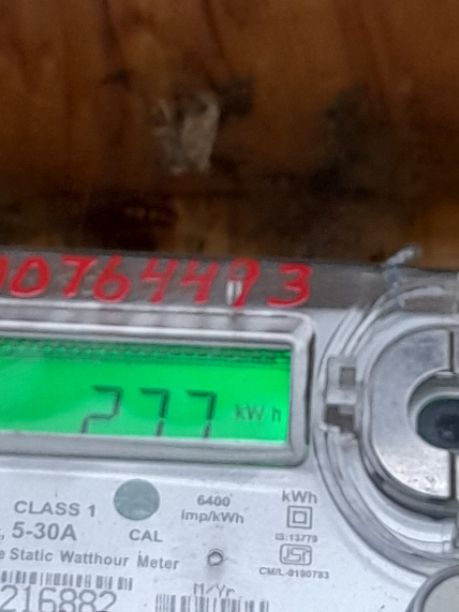 0764493
277 kWh
CLASS 1
5-30A
CAL
6400
imp/kWh
kWh
IS:13779
ISI
CM/L-9190793
e Static Watthour Meter
M/Yr
216882